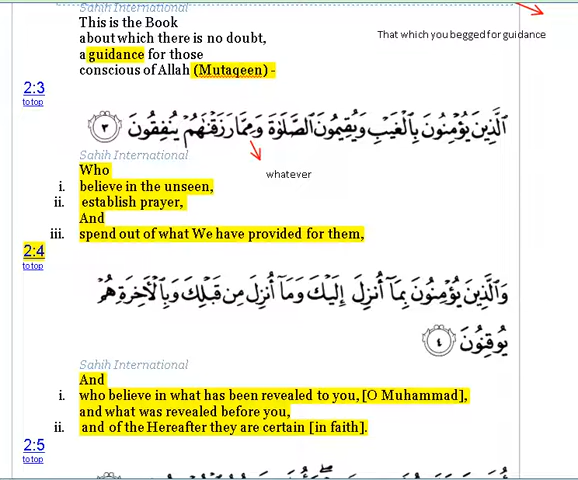 Sahih International
This is the Book
about which there is no doubt,
a guidance for those
conscious of Allah (Mutaqeen) -
That which you begged for guidance
2:3
to top
الَّذِينَ يُؤْمِنُونَ بِالْغَيْبِ وَيُقِيمُونَ الصَّلَاةَ وَمِمَّا رَزَقْنَاهُمْ يُنفِقُونَ ﴿٣﴾
Sahih International
whatever
Who
i. believe in the unseen,
ii. establish prayer,
And
iii. spend out of what We have provided for them,
2:4
to top
وَالَّذِينَ يُؤْمِنُونَ بِمَا أُنزِلَ إِلَيْكَ وَمَا أُنزِلَ مِن قَبْلِكَ وَبِالْآخِرَةِ هُمْ
يُوقِنُونَ ﴿٤﴾
Sahih International
And
i. who believe in what has been revealed to you, [O Muhammad],
and what was revealed before you,
ii. and of the Hereafter they are certain [in faith].
2:5
to top